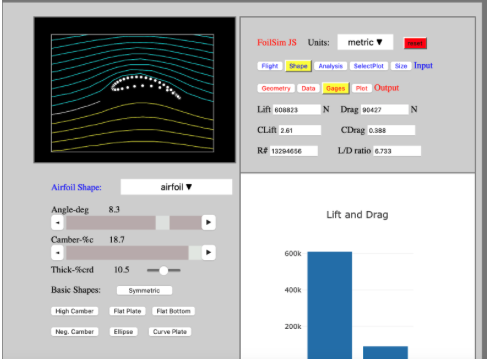 FoilSim JS Units: metric ▼ reset
Flight Shape Analysis SelectPlot Size Input
Geometry Data Gages Plot Output
Lift 608823 N Drag 90427 N
CLift 2.61 CDrag 0.388
R# 13294656 L/D ratio 6.733
Airfoil Shape: airfoil ▼
Angle-deg 8.3
Camber-%c 18.7
Thick-%crd 10.5
Basic Shapes: Symmetric
High Camber Flat Plate Flat Bottom
Neg. Camber Ellipse Curve Plate
Lift and Drag
600k
400k
200k